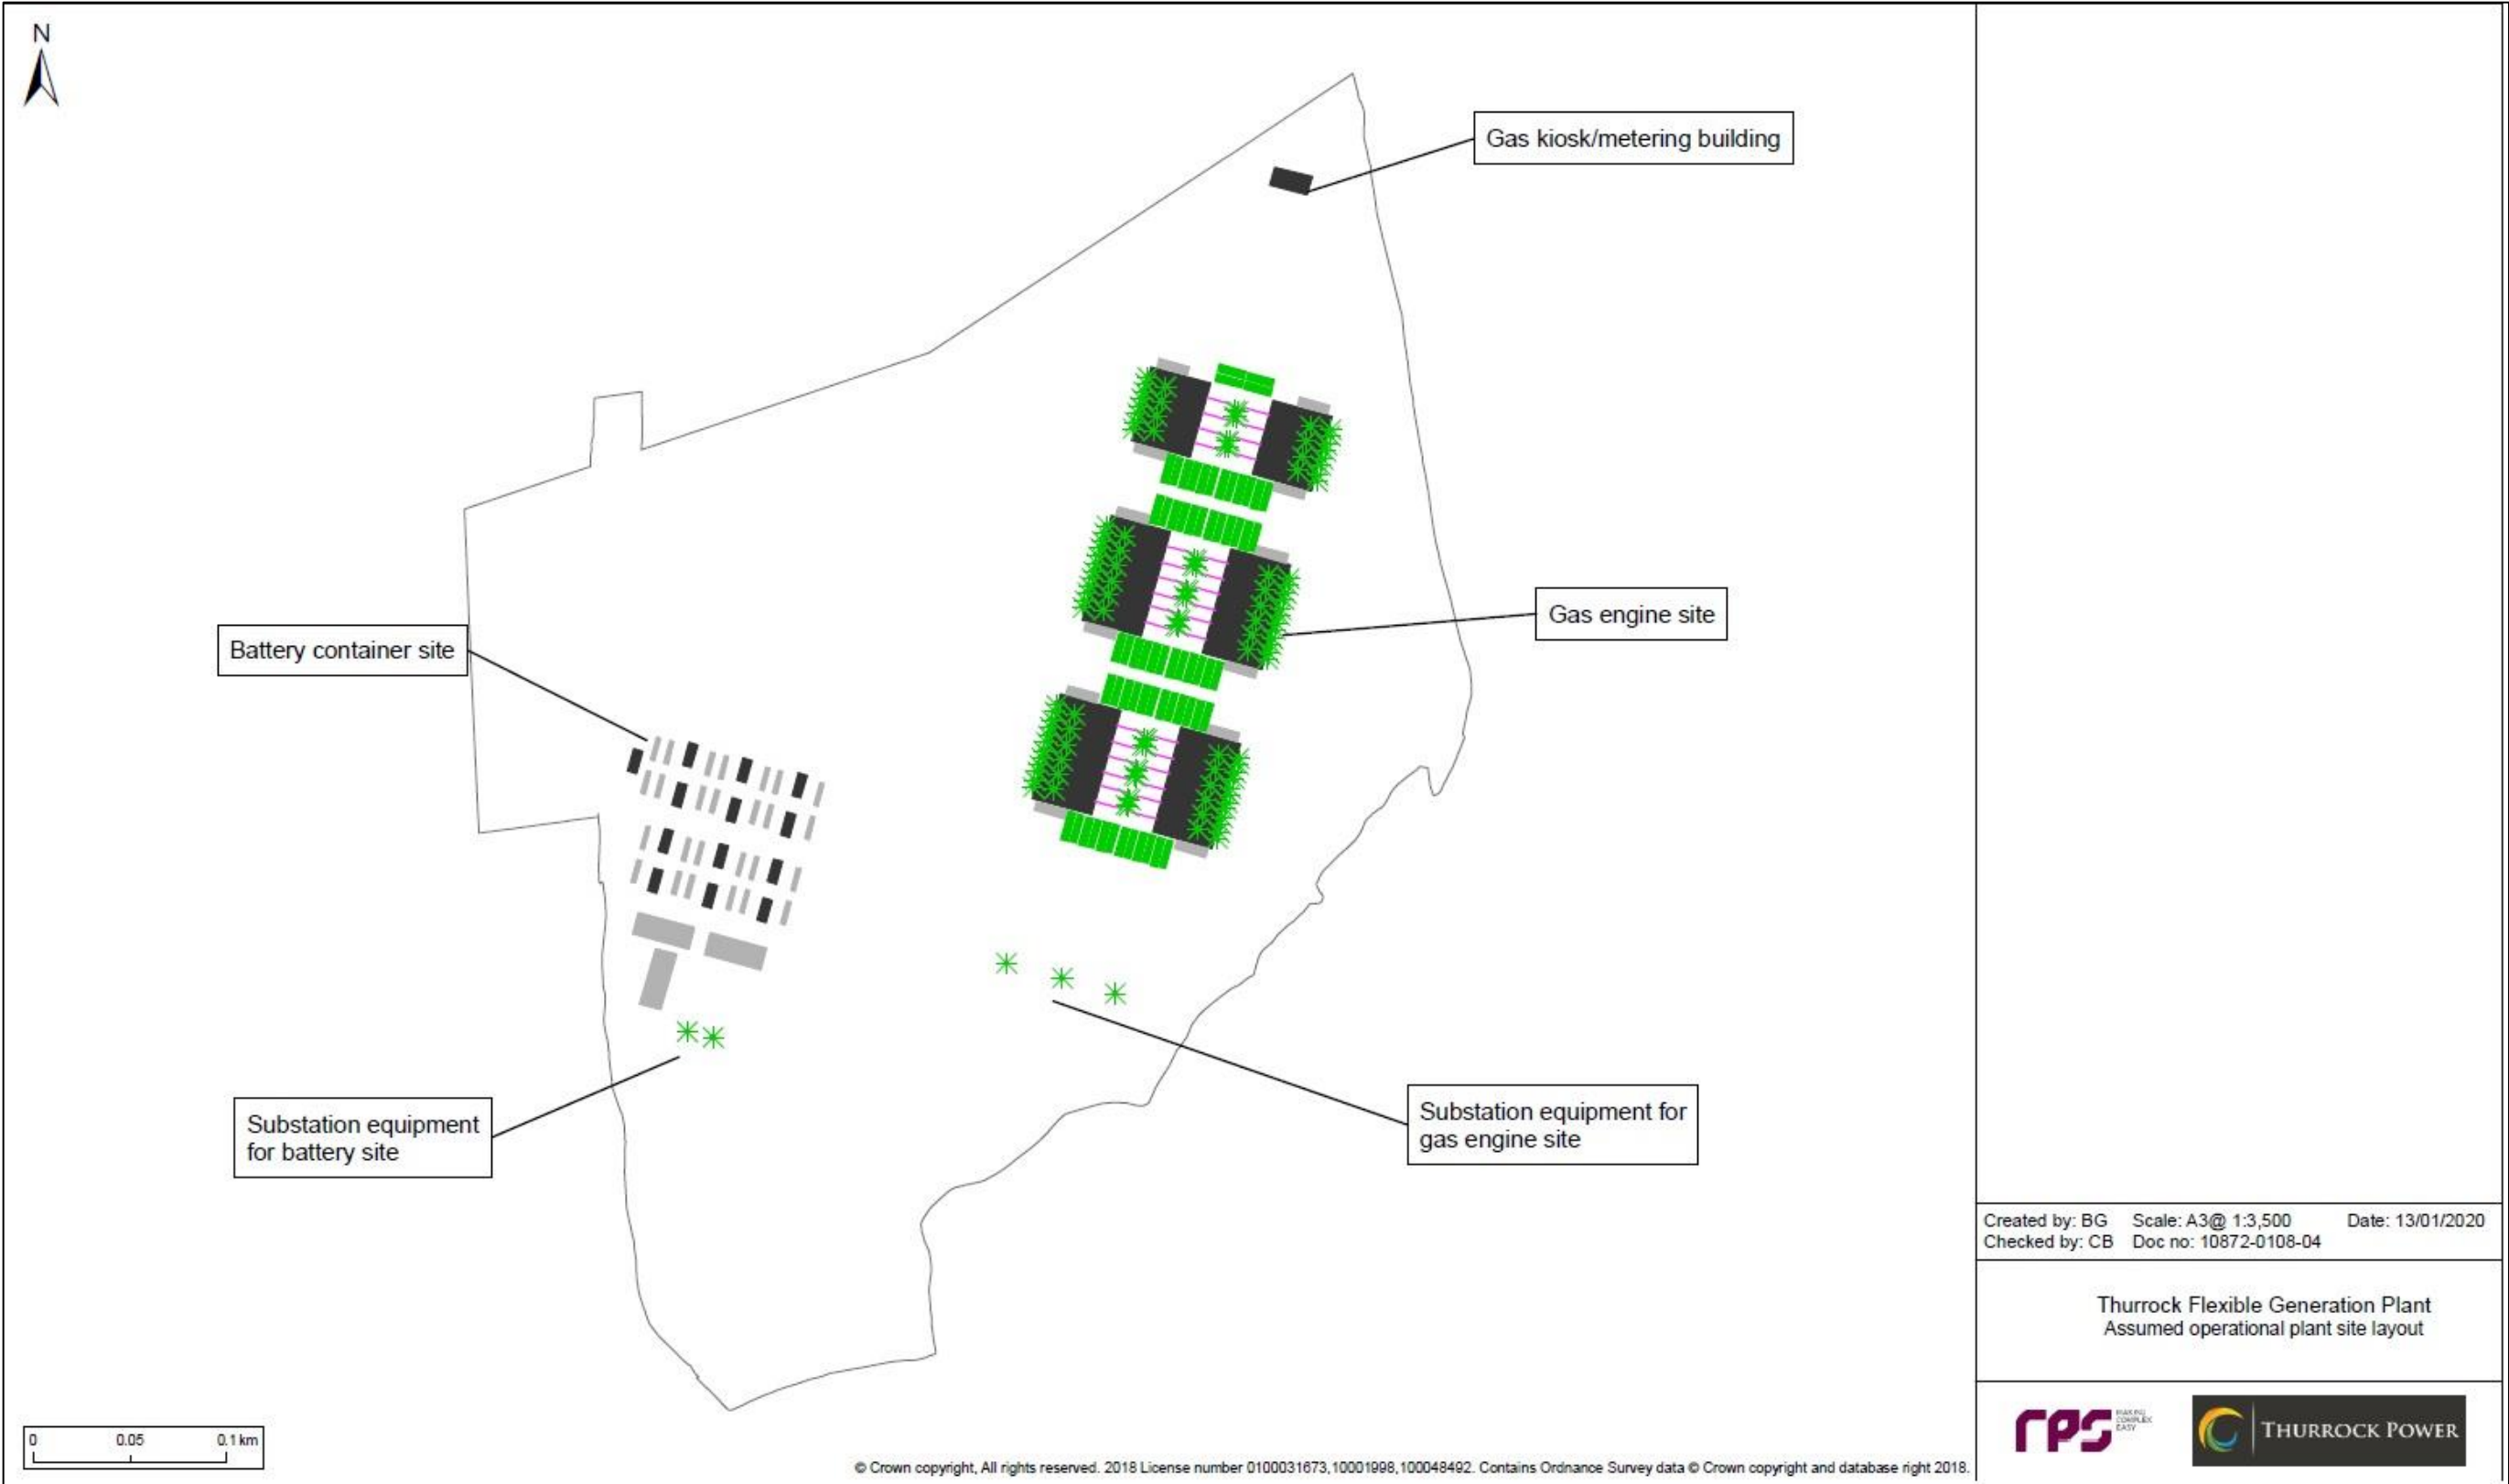 N
Gas kiosk/metering building
Gas engine site
Battery container site
Substation equipment
for battery site
Substation equipment for
gas engine site
Created by: BG Scale: A3@ 1:3,500 Date: 13/01/2020
Checked by: CB Doc no: 10872-0108-04
Thurrock Flexible Generation Plant
Assumed operational plant site layout
rps
MAKING
COMPLEX
EASY
THURROCK POWER
0 0.05 0.1 km
© Crown copyright, All rights reserved. 2018 License number 0100031673,10001998,100048492. Contains Ordnance Survey data © Crown copyright and database right 2018.